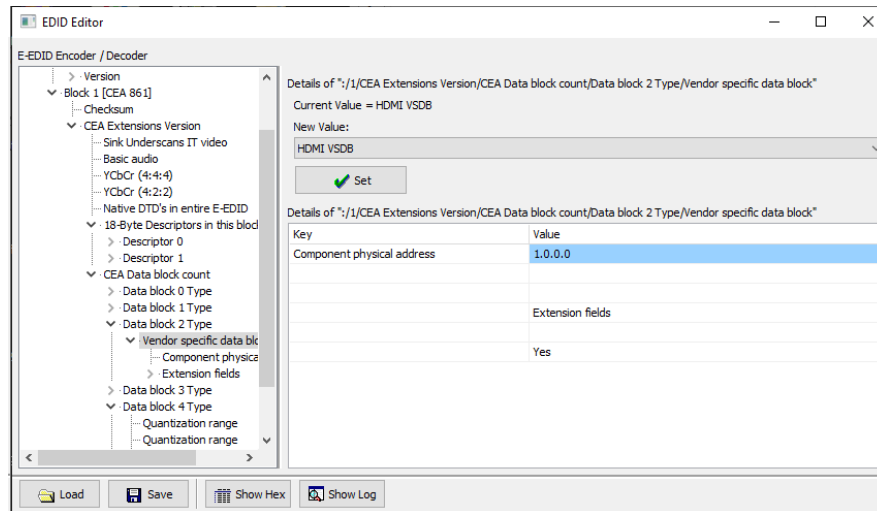 EDID Editor
E-EDID Encoder / Decoder
Version
Block 1 [CEA 861]
Checksum
CEA Extensions Version
Sink Underscans IT video
Basic audio
YCbCr (4:4:4)
YCbCr (4:2:2)
Native DTD's in entire E-EDID
18-Byte Descriptors in this block
Descriptor 0
Descriptor 1
CEA Data block count
Data block 0 Type
Data block 1 Type
Data block 2 Type
Vendor specific data blo
Component physica
Extension fields
Data block 3 Type
Data block 4 Type
Quantization range
Quantization range
Details of ":/1/CEA Extensions Version/CEA Data block count/Data block 2 Type/Vendor specific data block"
Current Value = HDMI VSDB
New Value:
HDMI VSDB
Set
Details of ":/1/CEA Extensions Version/CEA Data block count/Data block 2 Type/Vendor specific data block"
Key Value
Component physical address 1.0.0.0
Extension fields
Yes
Load Save Show Hex Show Log